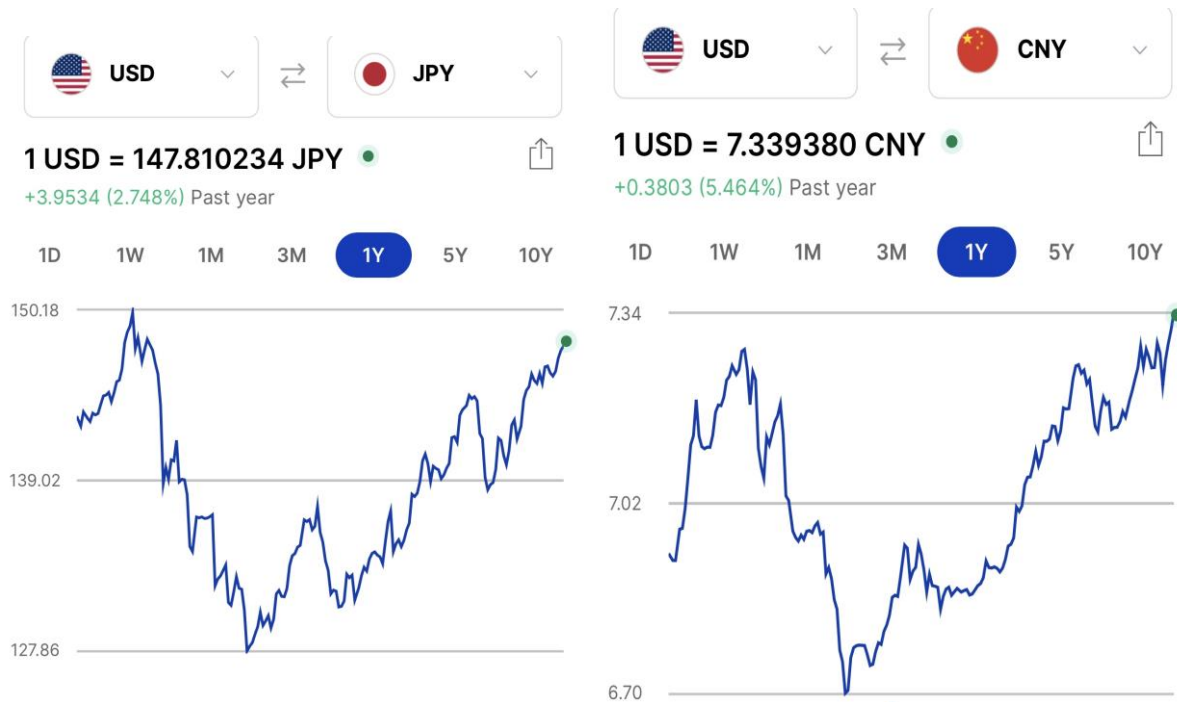 USD JPY
1 USD = 147.810234 JPY
+3.9534 (2.748%) Past year
1D 1W 1M 3M 1Y 5Y 10Y
150.18
139.02
127.86
USD CNY
1 USD = 7.339380 CNY
+0.3803 (5.464%) Past year
1D 1W 1M 3M 1Y 5Y 10Y
7.34
7.02
6.70